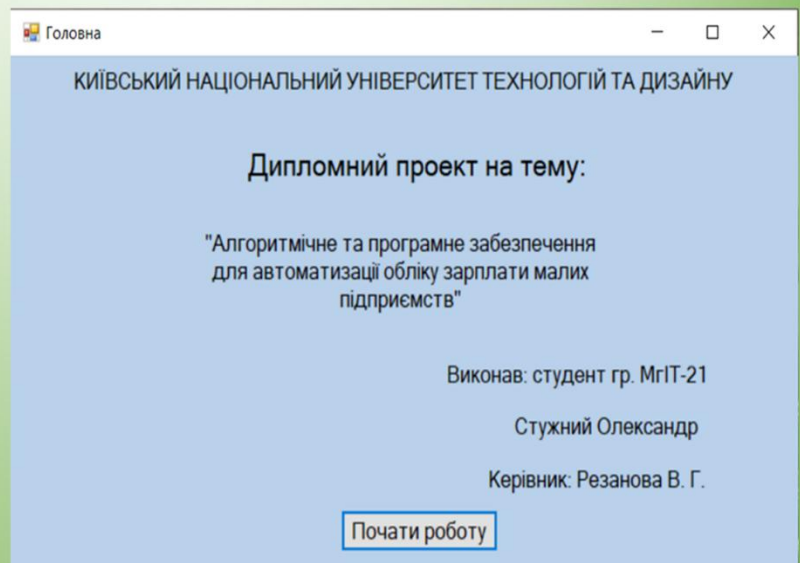 Головна
КИЇВСЬКИЙ НАЦІОНАЛЬНИЙ УНІВЕРСИТЕТ ТЕХНОЛОГІЙ ТА ДИЗАЙНУ
Дипломний проект на тему:
"Алгоритмічне та програмне забезпечення
для автоматизації обліку зарплати малих
підприємств"
Виконав: студент гр. МгІТ-21
Стужний Олександр
Керівник: Резанова В. Г.
Почати роботу